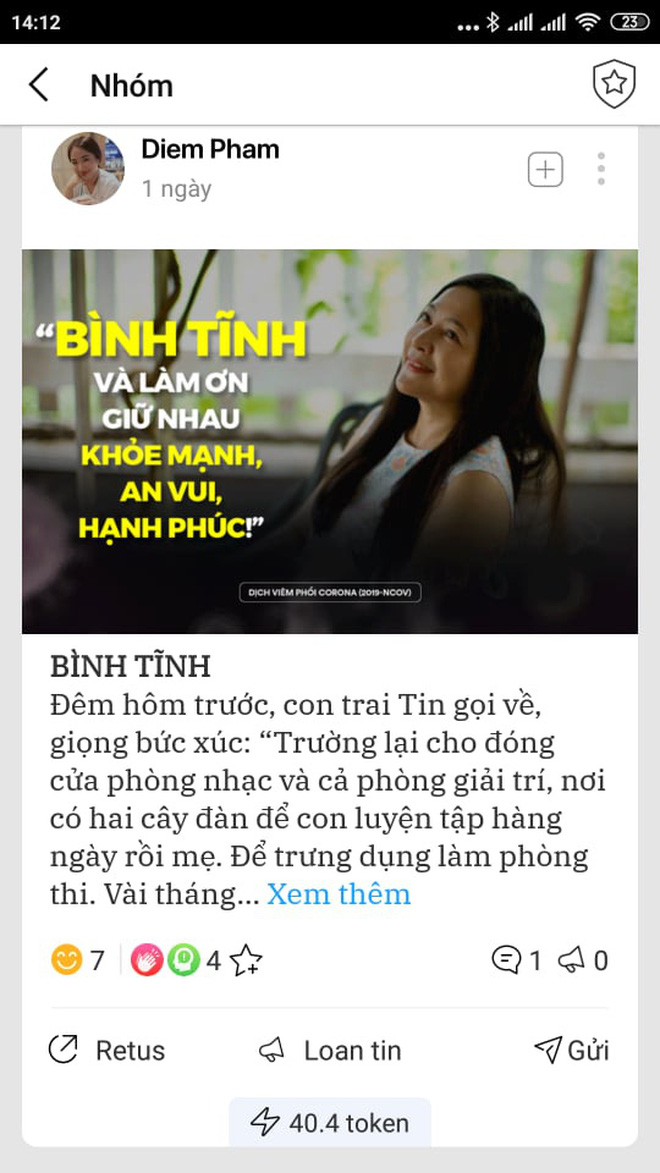 14:12
23
Nhóm
Diem Pham
1 ngày
“BÌNH TĨNH
VÀ LÀM ƠN
GIỮ NHAU
KHỎE MẠNH,
AN VUI,
HẠNH PHÚC!”
DỊCH VIÊM PHỔI CORONA (2019-NCOV)
BÌNH TĨNH
Đêm hôm trước, con trai Tin gọi về,
giọng bức xúc: “Trường lại cho đóng
cửa phòng nhạc và cả phòng giải trí, nơi
có hai cây đàn để con luyện tập hàng
ngày rồi mẹ. Để trưng dụng làm phòng
thi. Vài tháng... Xem thêm
7 4 1 0
Retus Loan tin Gửi
40.4 token